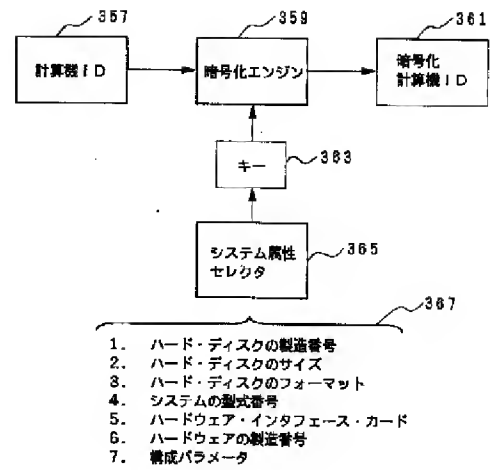 357
359
361
計算機ID
暗号化エンジン
暗号化
計算機ID
キー
363
システム属性
セレクタ
365
367
1. ハード・ディスクの製造番号
2. ハード・ディスクのサイズ
3. ハード・ディスクのフォーマット
4. システムの型式番号
5. ハードウェア・インタフェース・カード
6. ハードウェアの製造番号
7. 構成パラメータ